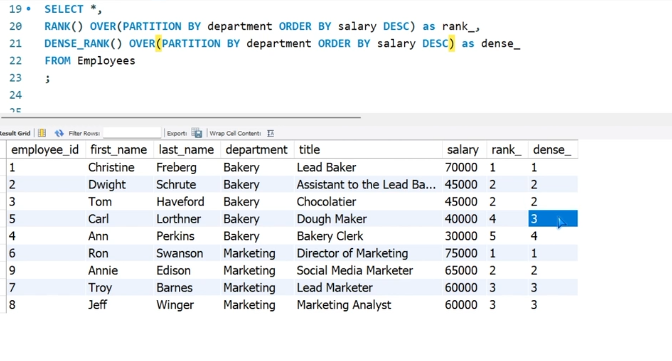 19 SELECT *,
20 RANK() OVER(PARTITION BY department ORDER BY salary DESC) as rank_,
21 DENSE_RANK() OVER(PARTITION BY department ORDER BY salary DESC) as dense_
22 FROM Employees
23 ;
24
25
Result Grid Filter Rows: Export: Wrap Cell Content:
employee_id first_name last_name department title salary rank_ dense_
1 Christine Freberg Bakery Lead Baker 70000 1 1
2 Dwight Schrute Bakery Assistant to the Lead Ba... 45000 2 2
3 Tom Haveford Bakery Chocolatier 45000 2 2
5 Carl Lorthner Bakery Dough Maker 40000 4 3
4 Ann Perkins Bakery Bakery Clerk 30000 5 4
6 Ron Swanson Marketing Director of Marketing 75000 1 1
9 Annie Edison Marketing Social Media Marketer 65000 2 2
7 Troy Barnes Marketing Lead Marketer 60000 3 3
8 Jeff Winger Marketing Marketing Analyst 60000 3 3